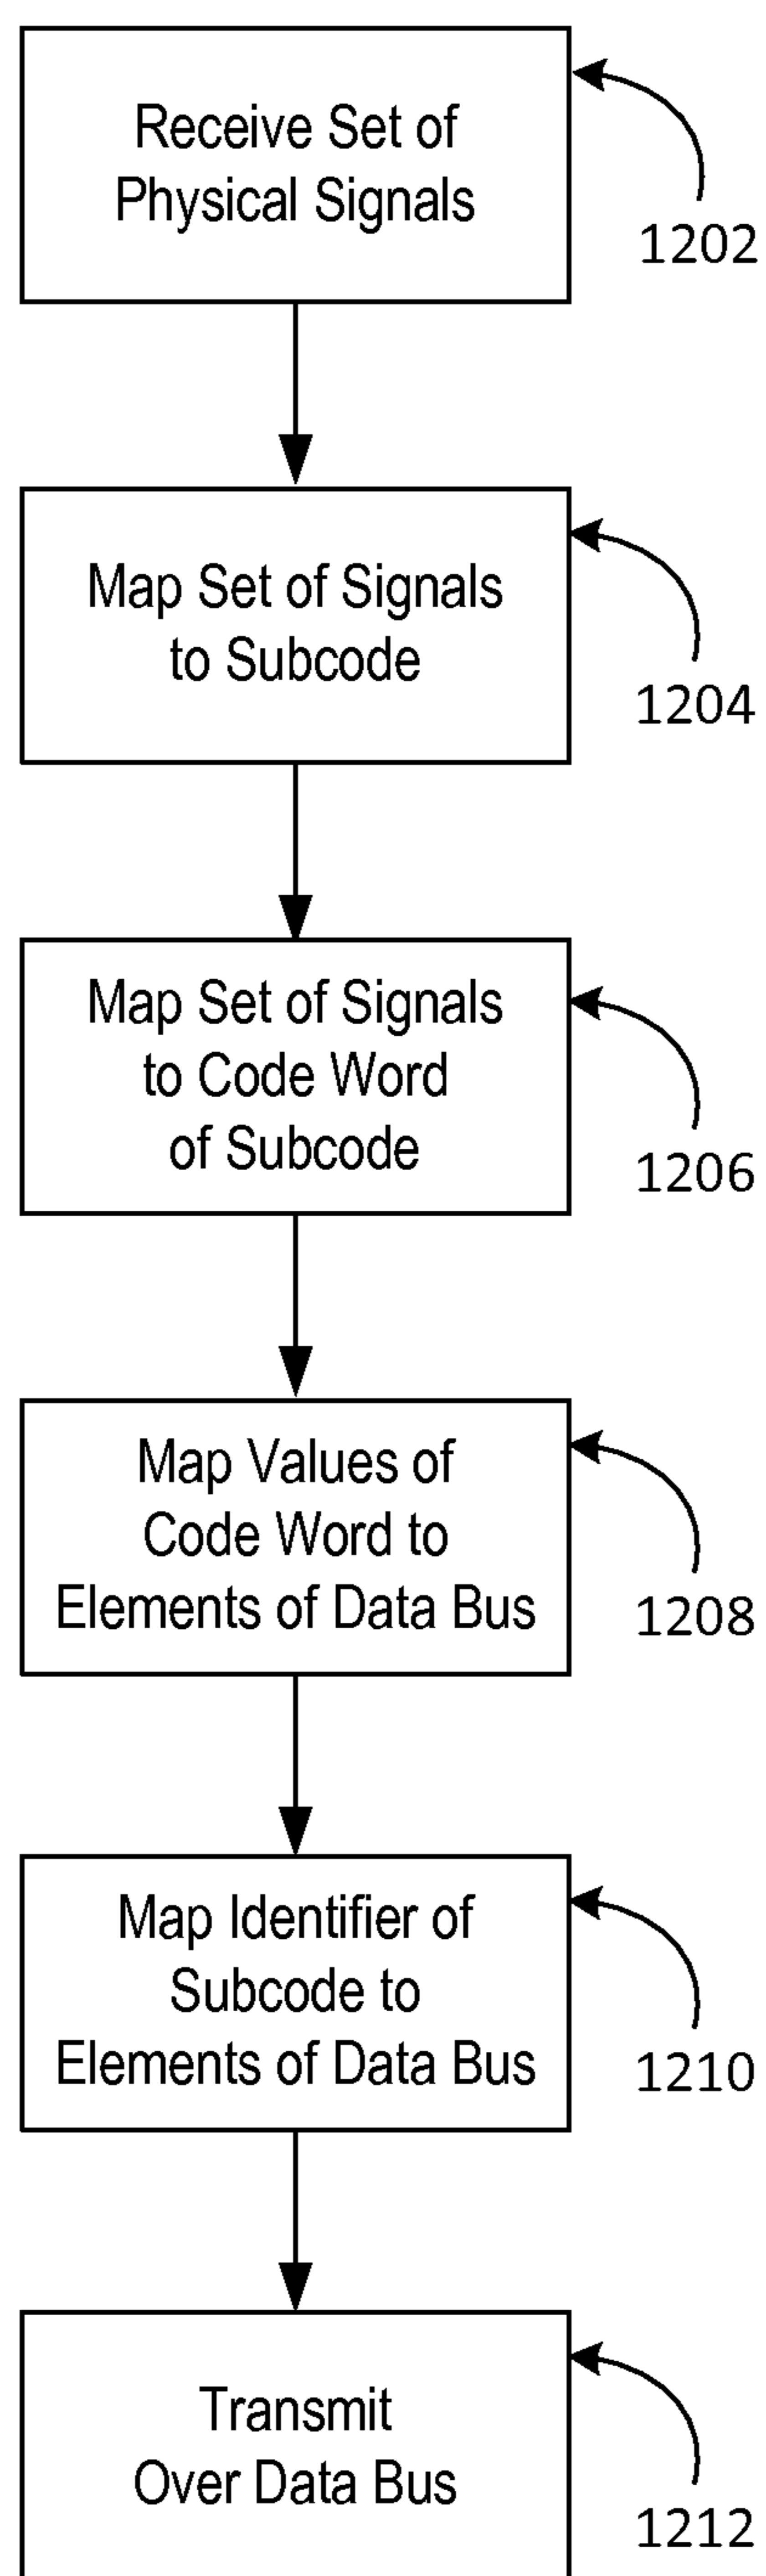 Receive Set of
Physical Signals
1202
Map Set of Signals
to Subcode
1204
Map Set of Signals
to Code Word
of Subcode
1206
Map Values of
Code Word to
Elements of Data Bus
1208
Map Identifier of
Subcode to
Elements of Data Bus
1210
Transmit
Over Data Bus
1212